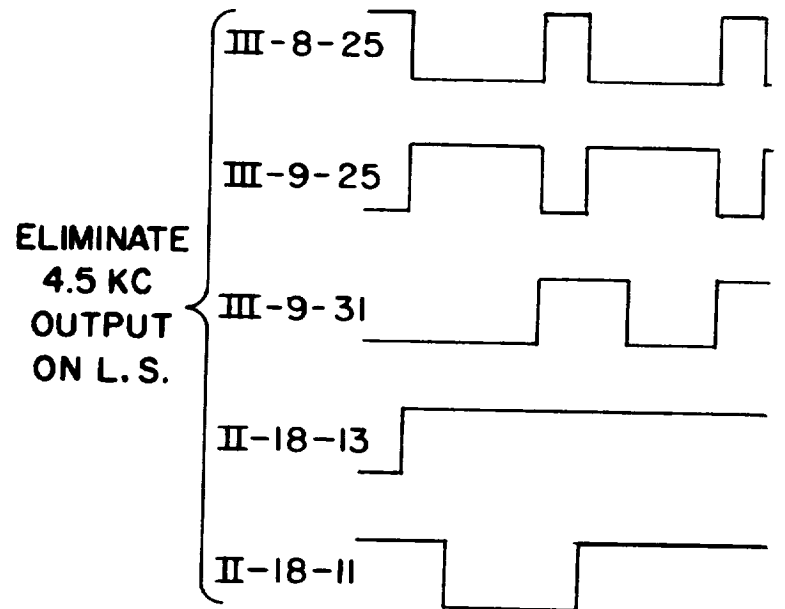 III-8-25
III-9-25
ELIMINATE
4.5 KC
OUTPUT
ON L.S.
III-9-31
II-18-13
II-18-11